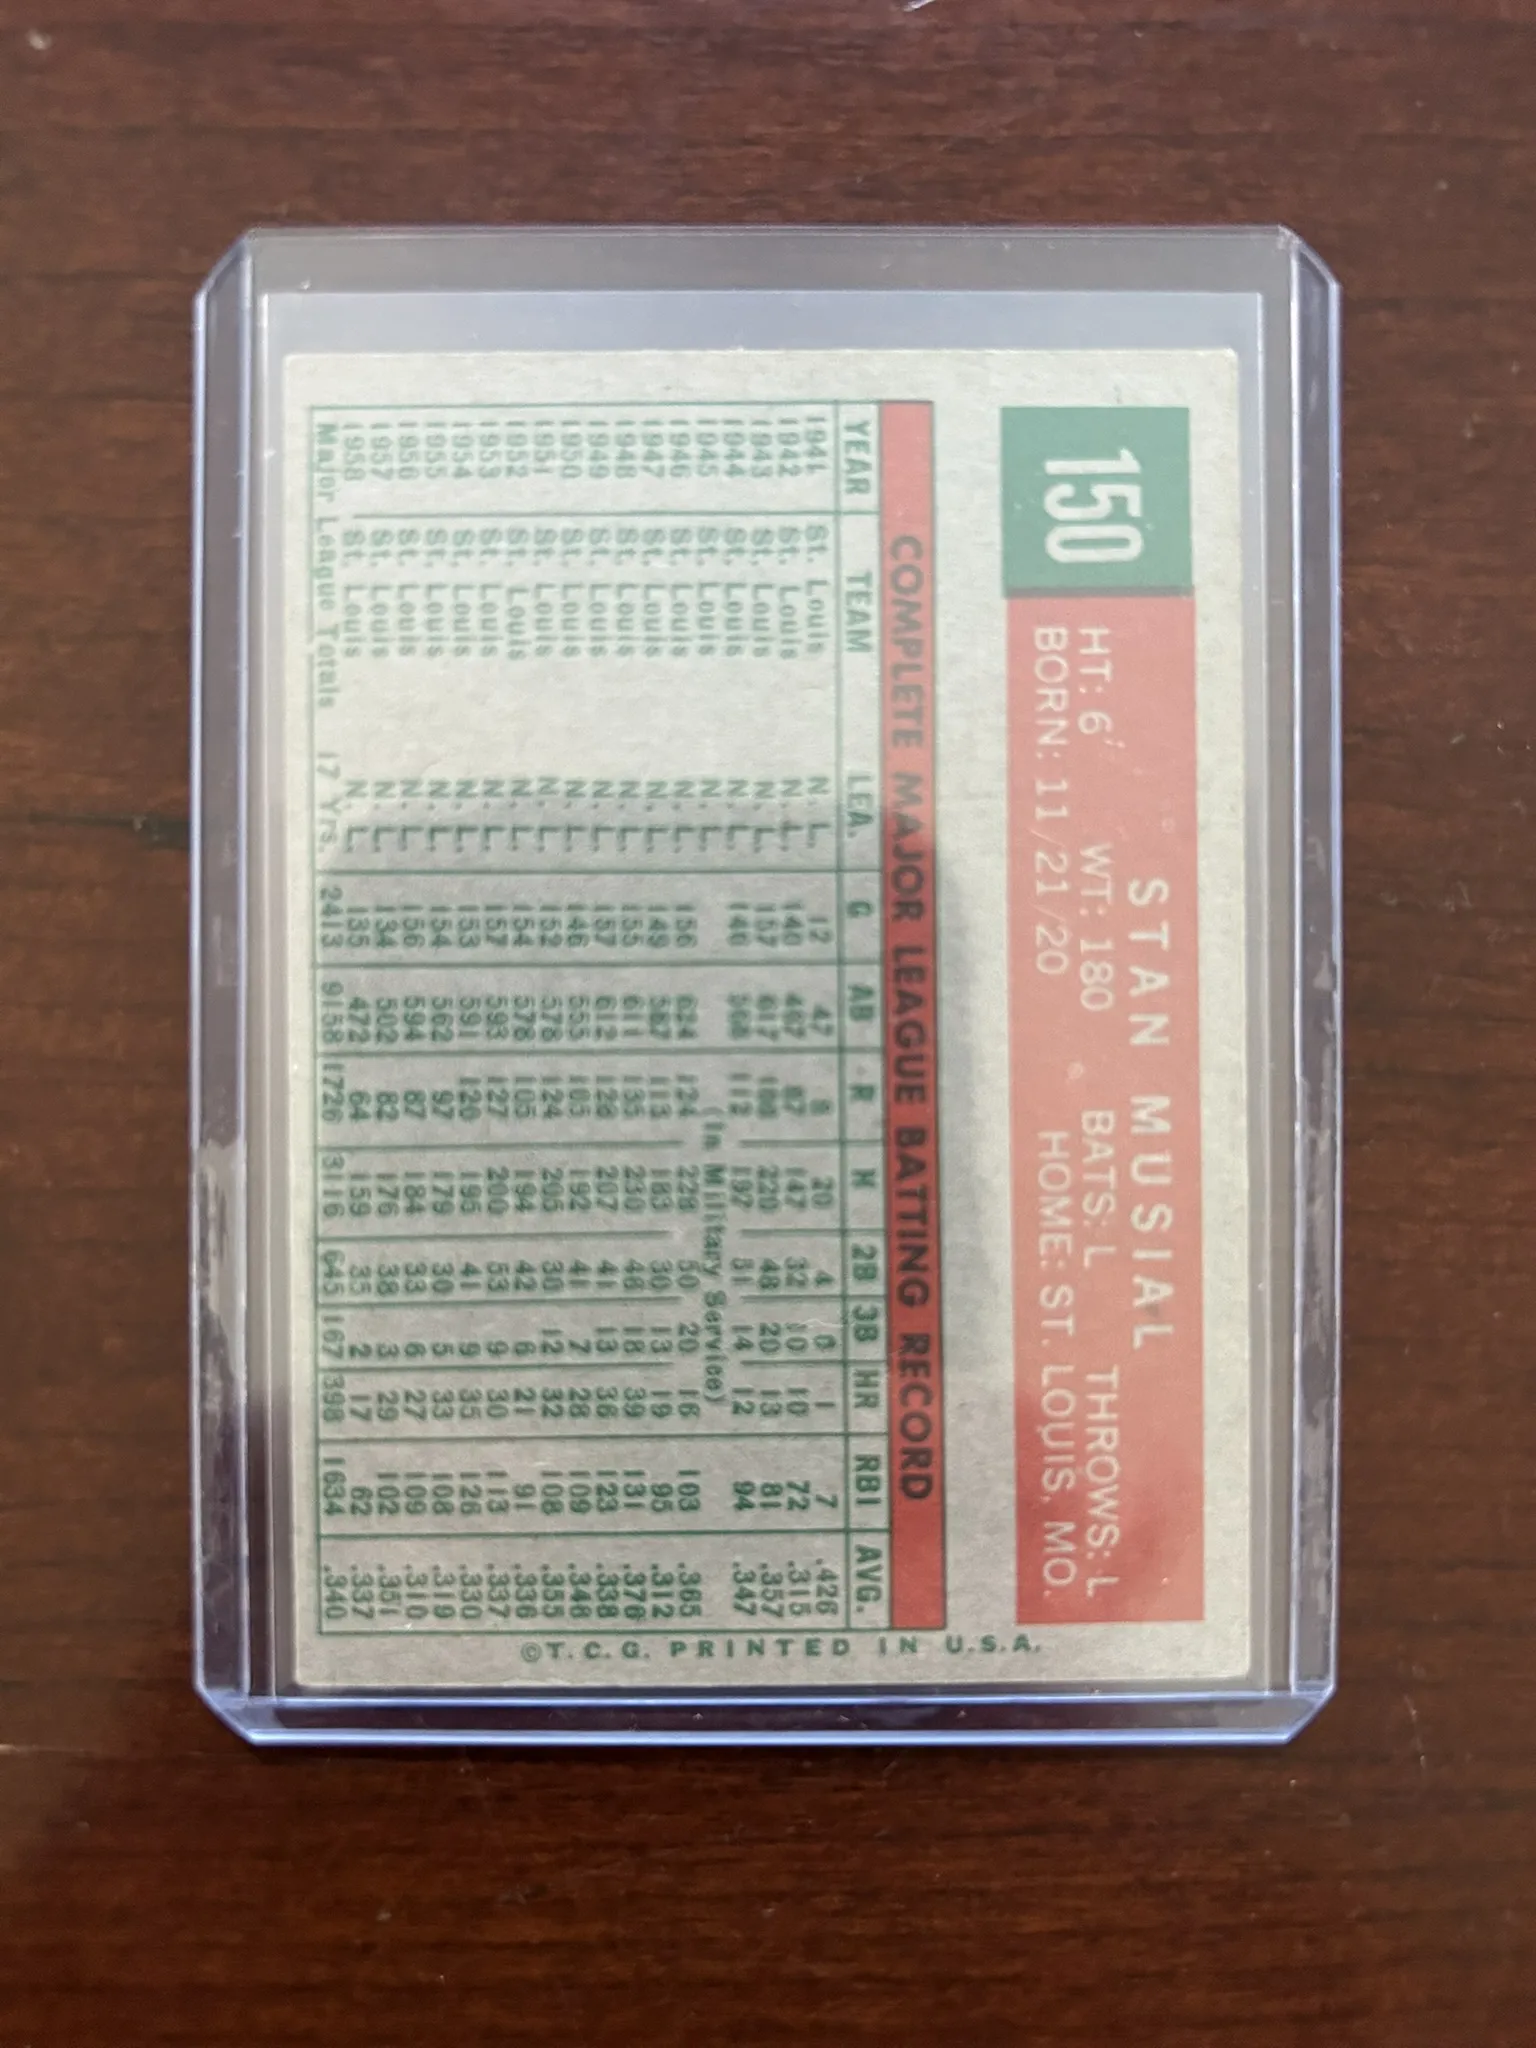 150
STAN MUSIAL
HT: 6' WT: 180 BATS: L THROWS: L
BORN: 11/21/20 HOME: ST. LOUIS, MO.
COMPLETE MAJOR LEAGUE BATTING RECORD
YEAR TEAM LEA. G AB R H 2B 3B HR RBI AVG.
1941 St. Louis N. L. 12 47 8 20 4 0 1 7 .426
1942 St. Louis N. L. 140 467 87 147 32 10 10 72 .315
1943 St. Louis N. L. 157 617 108 220 48 20 13 81 .357
1944 St. Louis N. L. 146 568 112 197 51 14 12 94 .347
1945 St. Louis N. L. (In Military Service)
1946 St. Louis N. L. 156 624 124 228 50 20 16 103 .365
1947 St. Louis N. L. 149 587 113 183 30 13 19 95 .312
1948 St. Louis N. L. 155 611 135 230 46 18 39 131 .376
1949 St. Louis N. L. 157 612 128 207 41 13 36 123 .338
1950 St. Louis N. L. 146 555 105 192 41 7 28 109 .346
1951 St. Louis N. L. 152 578 124 205 30 12 32 108 .355
1952 St. Louis N. L. 154 578 105 194 42 6 21 91 .336
1953 St. Louis N. L. 157 593 127 200 53 9 30 113 .337
1954 St. Louis N. L. 153 591 120 195 41 9 35 126 .330
1955 St. Louis N. L. 154 562 97 179 30 5 33 108 .319
1956 St. Louis N. L. 156 594 87 184 33 6 27 109 .310
1957 St. Louis N. L. 134 502 82 176 38 3 29 102 .351
1958 St. Louis N. L. 135 472 64 159 35 2 17 62 .337
Major League Totals 17 Yrs. 2413 9158 1726 3116 645 167 398 1634 .340
©T.C.G. PRINTED IN U.S.A.